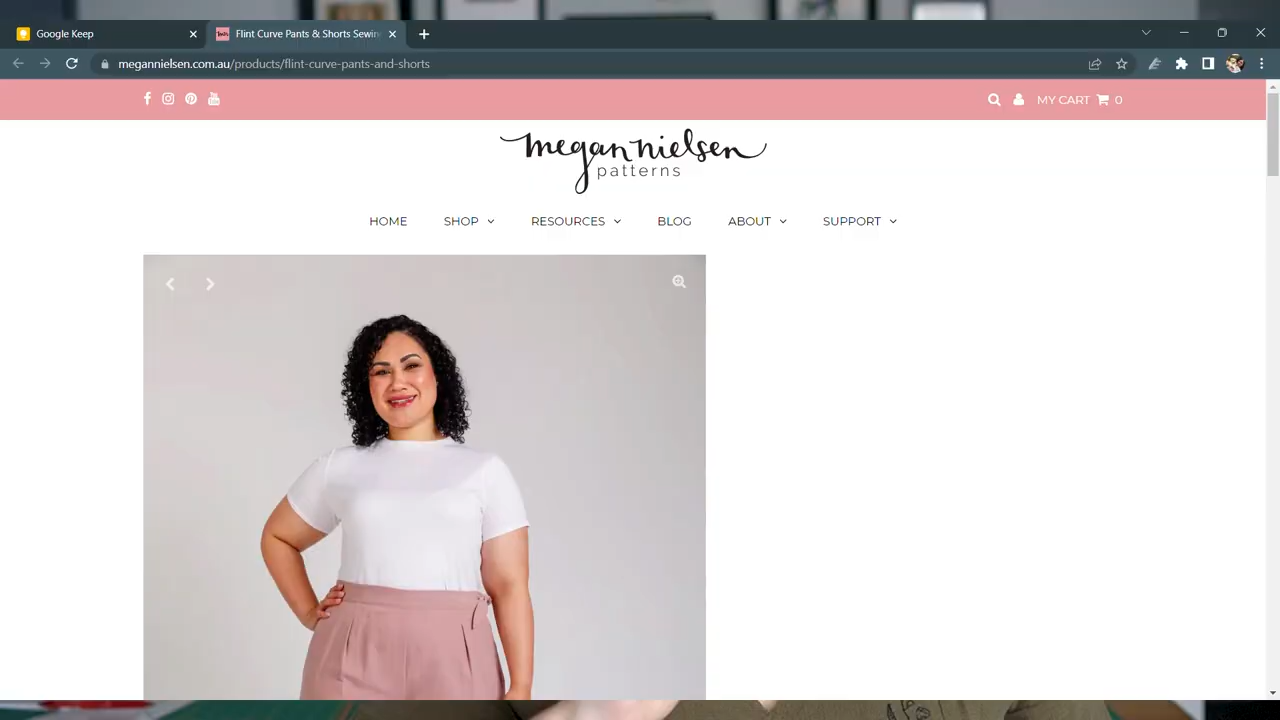 Google Keep
Flint Curve Pants & Shorts Sewin
megannielsen.com.au/products/flint-curve-pants-and-shorts
MY CART 0
megan nielsen
patterns
HOME SHOP RESOURCES BLOG ABOUT SUPPORT